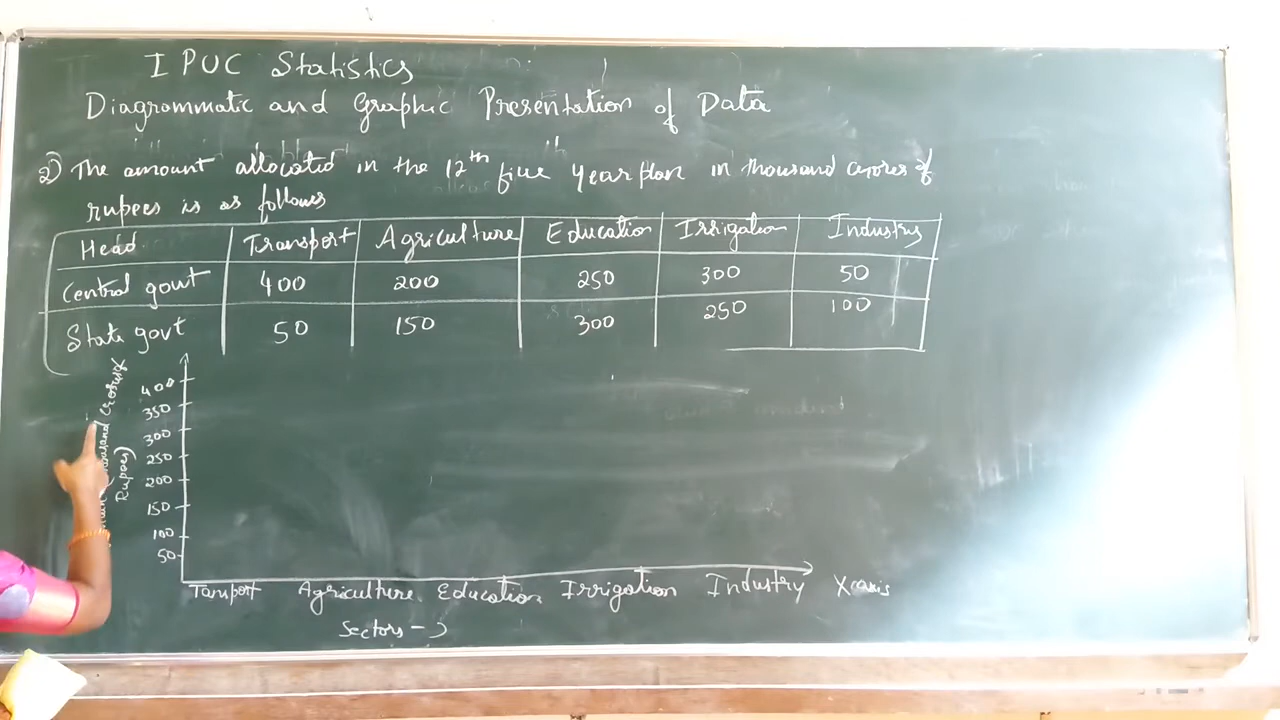 I PUC Statistics
Diagrommatic and Graphic Presentation of Data
2) The amount allocated in the 12th five year plan in thousand crores of
rupees is as follows
Head Transport Agriculture Education Irrigation Industry
Central govt 400 200 250 300 50
State govt 50 150 300 250 100
400
350
300
250
200
150
100
50
Rupees)
Tansport Agriculture Education Irrigation Industry X axis
Sectors →